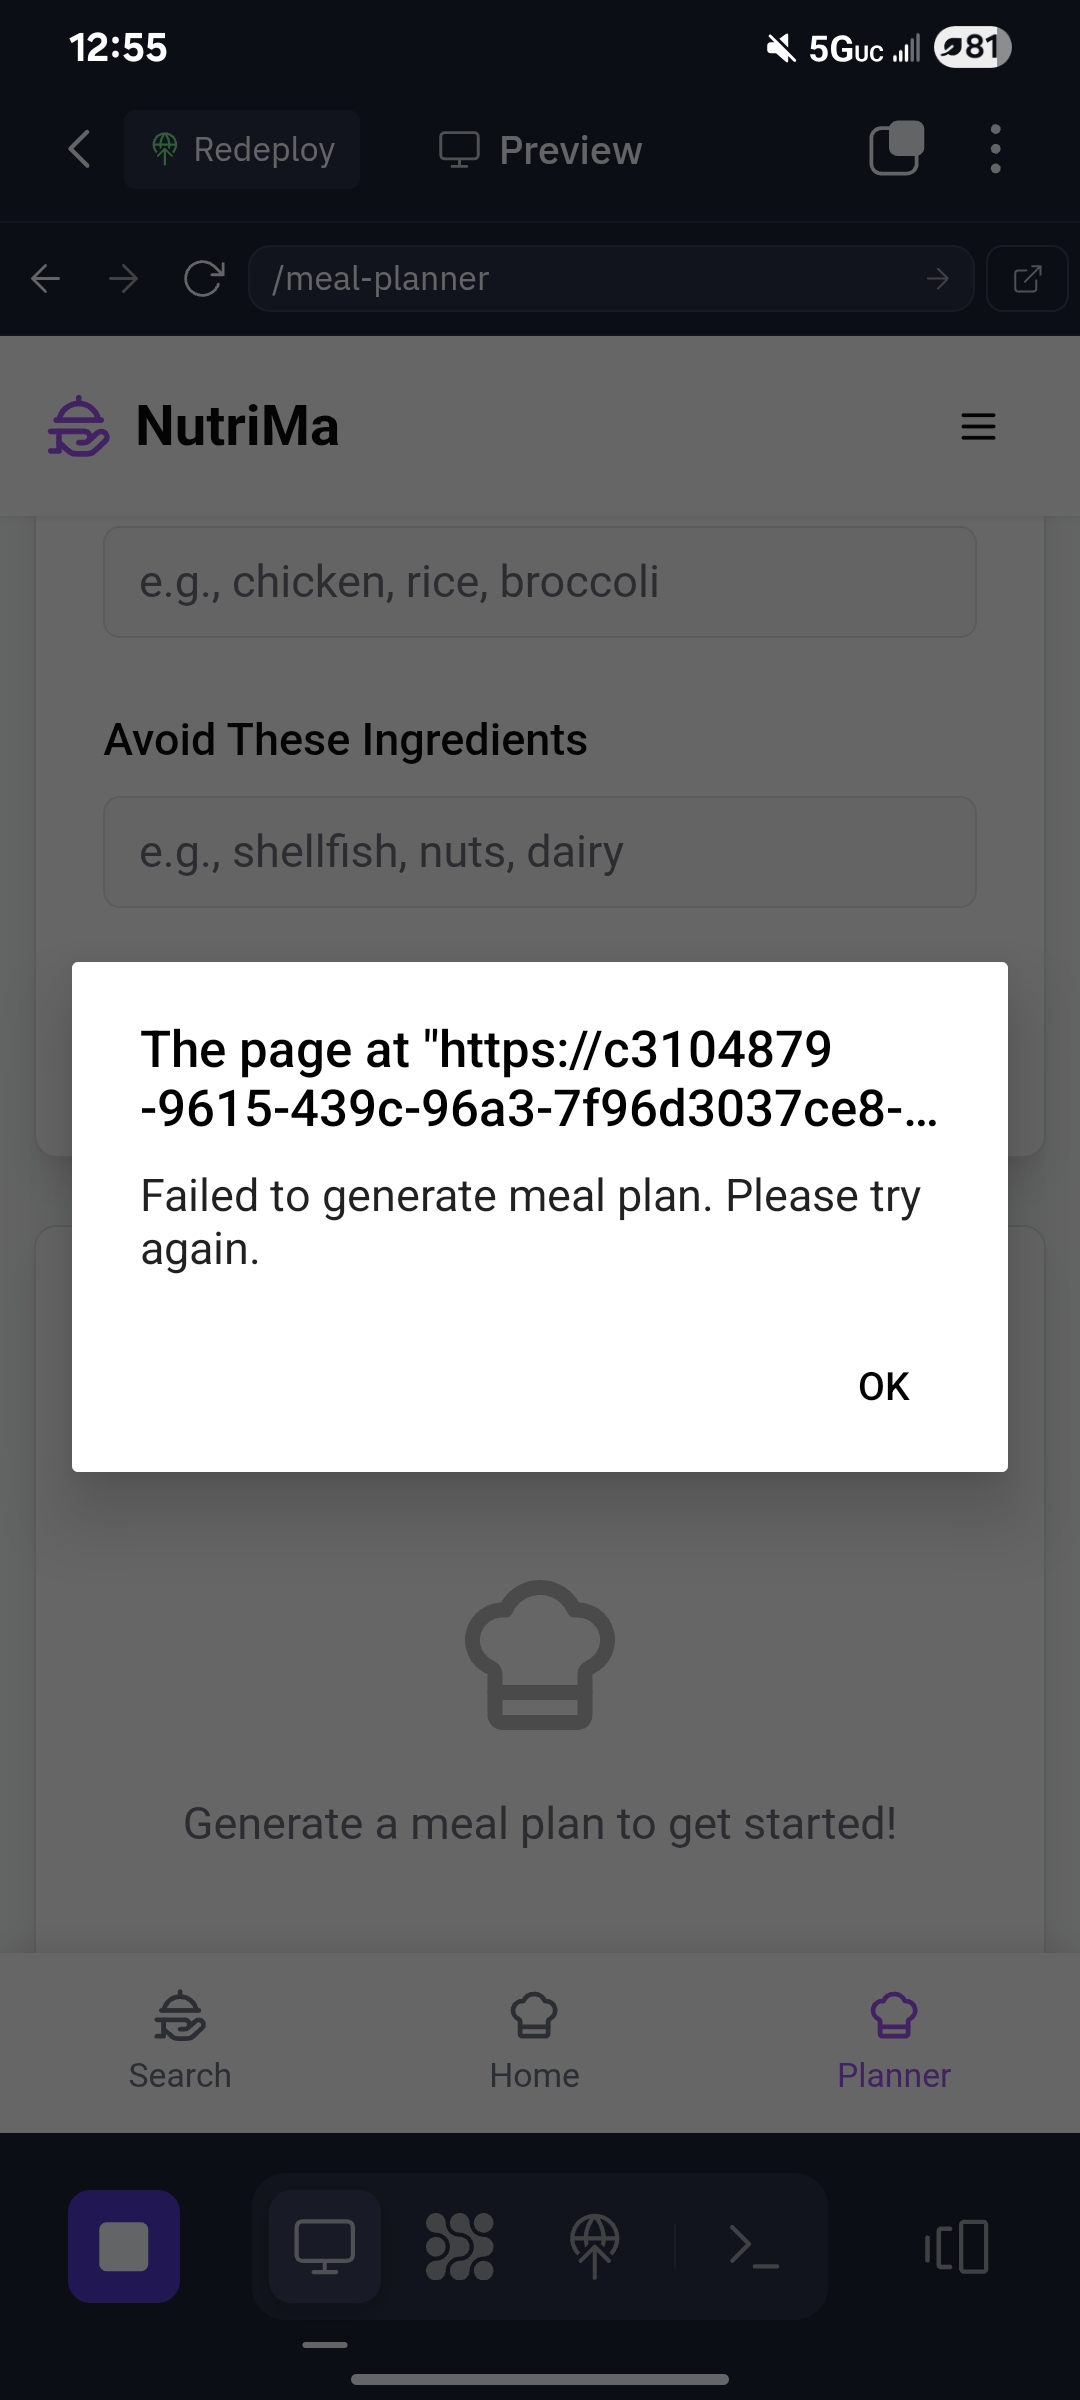 12:55
5GUC 81
Redeploy
Preview
/meal-planner
NutriMa
e.g., chicken, rice, broccoli
Avoid These Ingredients
e.g., shellfish, nuts, dairy
The page at "https://c3104879
-9615-439c-96a3-7f96d3037ce8-...
Failed to generate meal plan. Please try
again.
OK
Generate a meal plan to get started!
Search
Home
Planner